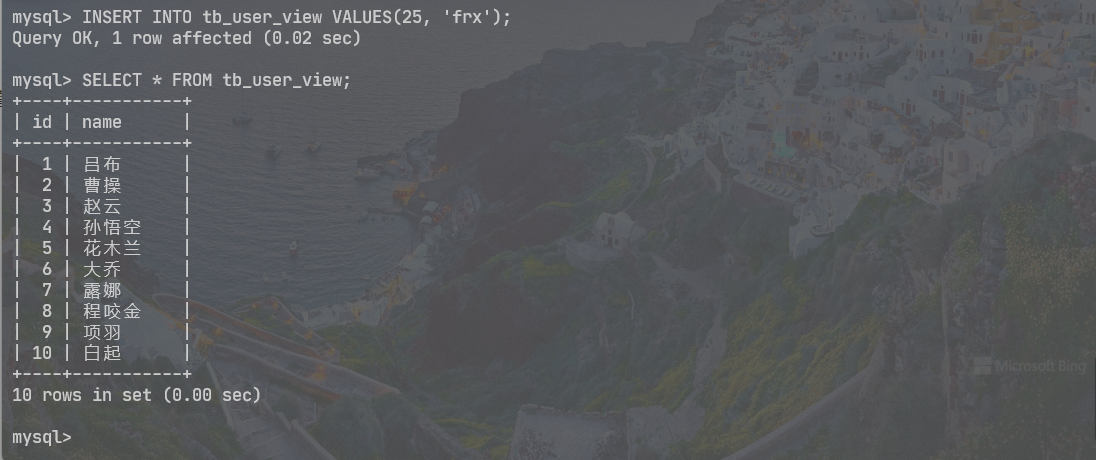 mysql> INSERT INTO tb_user_view VALUES(25, 'frx');
Query OK, 1 row affected (0.02 sec)

mysql> SELECT * FROM tb_user_view;
+----+-----------+
| id | name      |
+----+-----------+
|  1 | 吕布      |
|  2 | 曹操      |
|  3 | 赵云      |
|  4 | 孙悟空    |
|  5 | 花木兰    |
|  6 | 大乔      |
|  7 | 露娜      |
|  8 | 程咬金    |
|  9 | 项羽      |
| 10 | 白起      |
+----+-----------+
10 rows in set (0.00 sec)

mysql>
Microsoft Bing